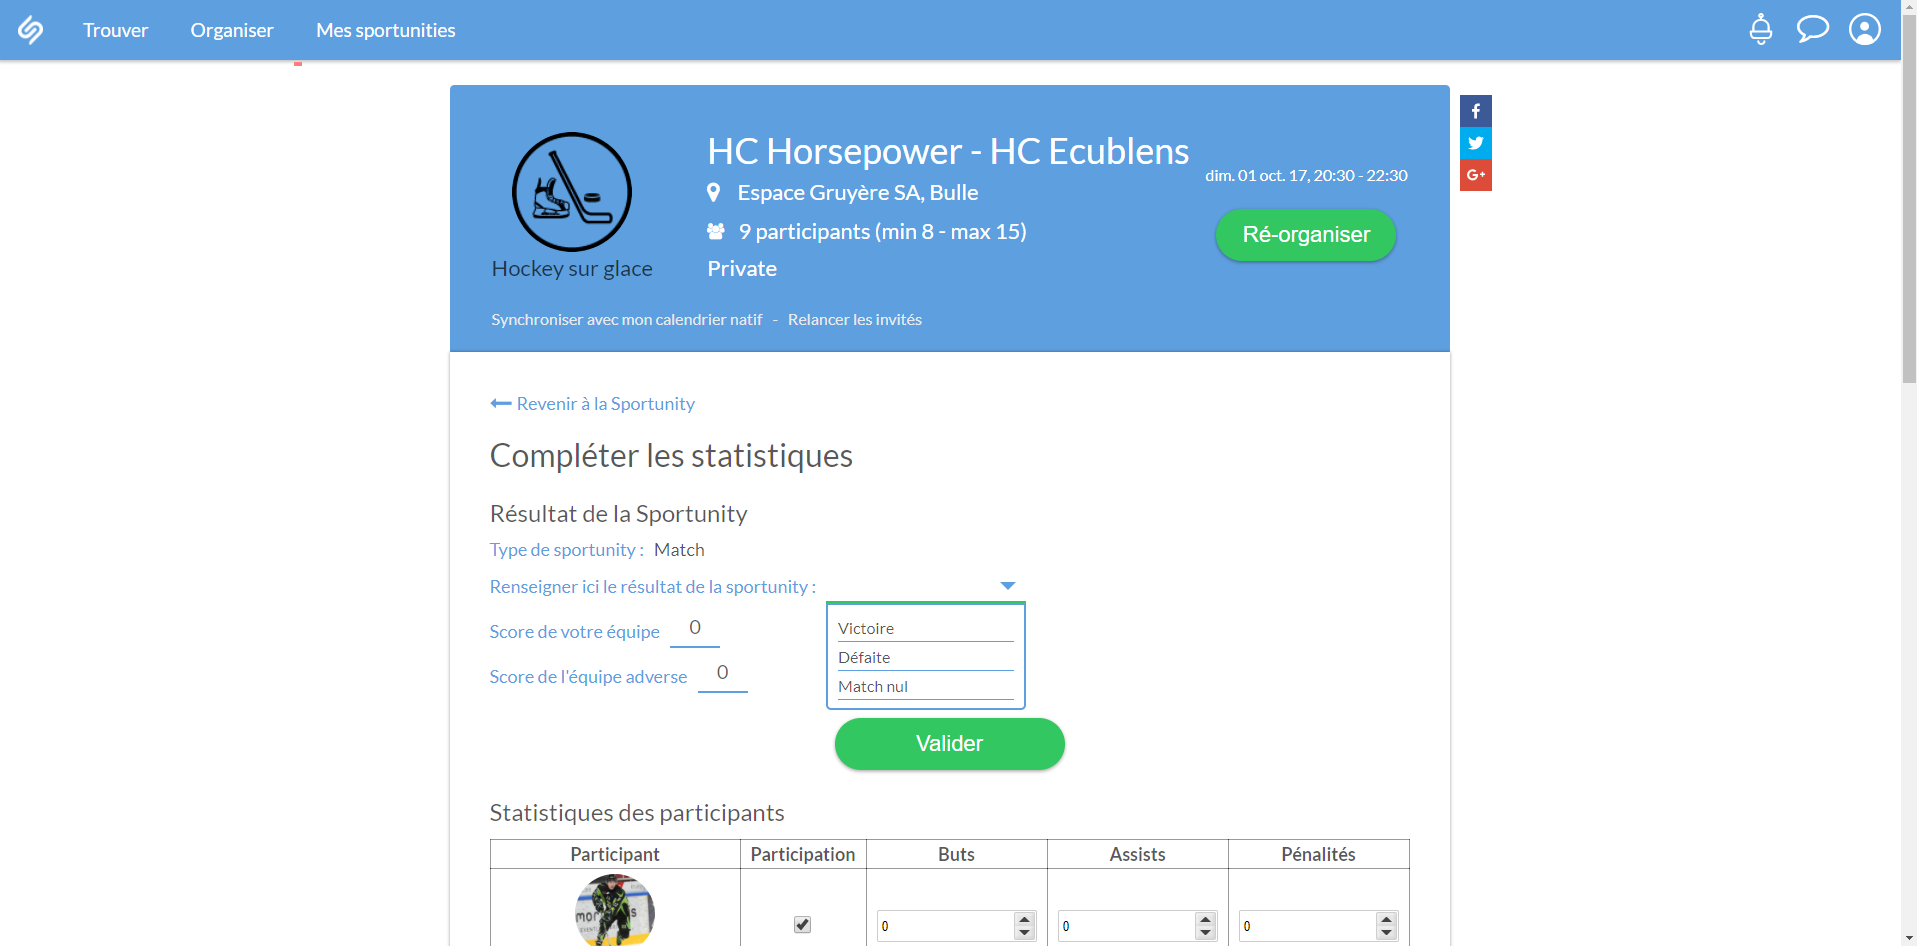 Trouver Organiser Mes sportunities
HC Horsepower - HC Ecublens
dim. 01 oct. 17, 20:30 - 22:30
Espace Gruyère SA, Bulle
9 participants (min 8 - max 15)
Ré-organiser
Hockey sur glace
Private
Synchroniser avec mon calendrier natif - Relancer les invités
Revenir à la Sportunity
Compléter les statistiques
Résultat de la Sportunity
Type de sportunity : Match
Renseigner ici le résultat de la sportunity :
Victoire
Défaite
Match nul
Score de votre équipe 0
Score de l'équipe adverse 0
Valider
Statistiques des participants
Participant Participation Buts Assists Pénalités
0 0 0